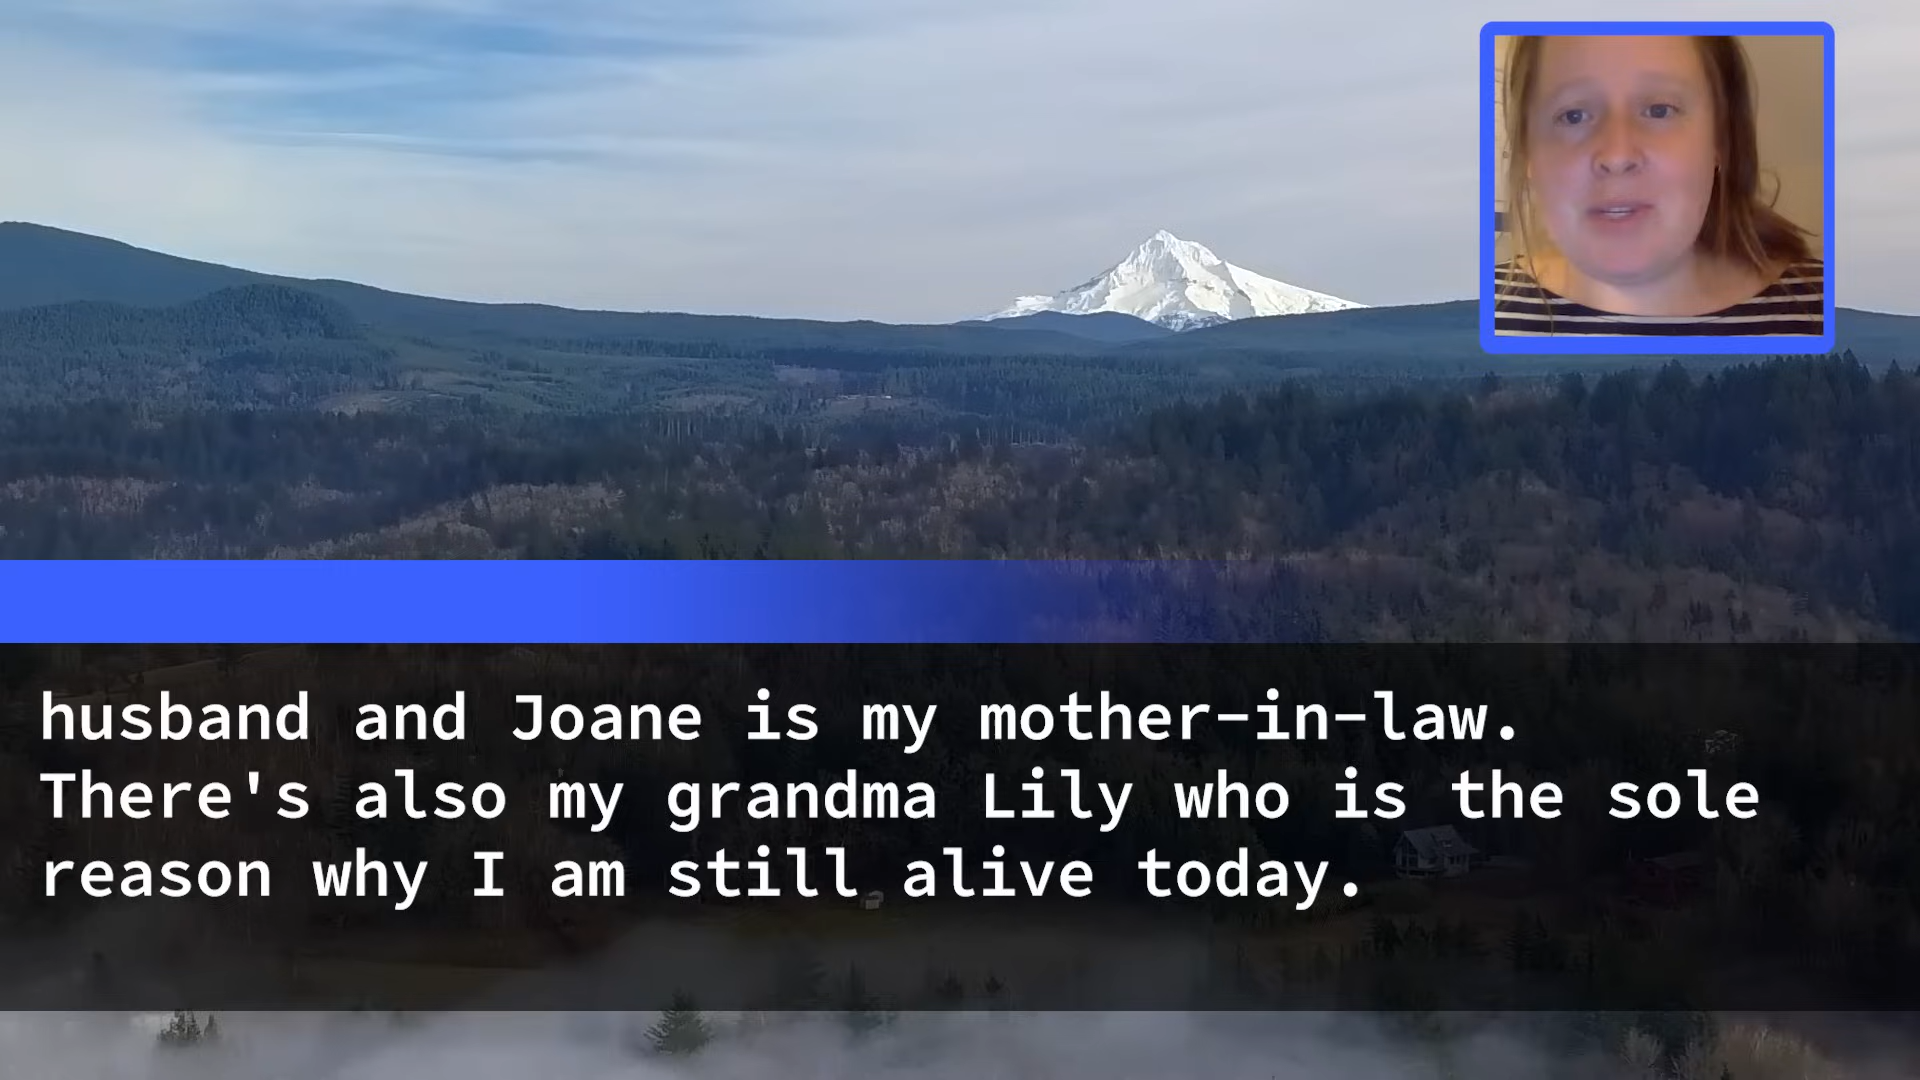 husband and Joane is my mother-in-law.
There's also my grandma Lily who is the sole
reason why I am still alive today.